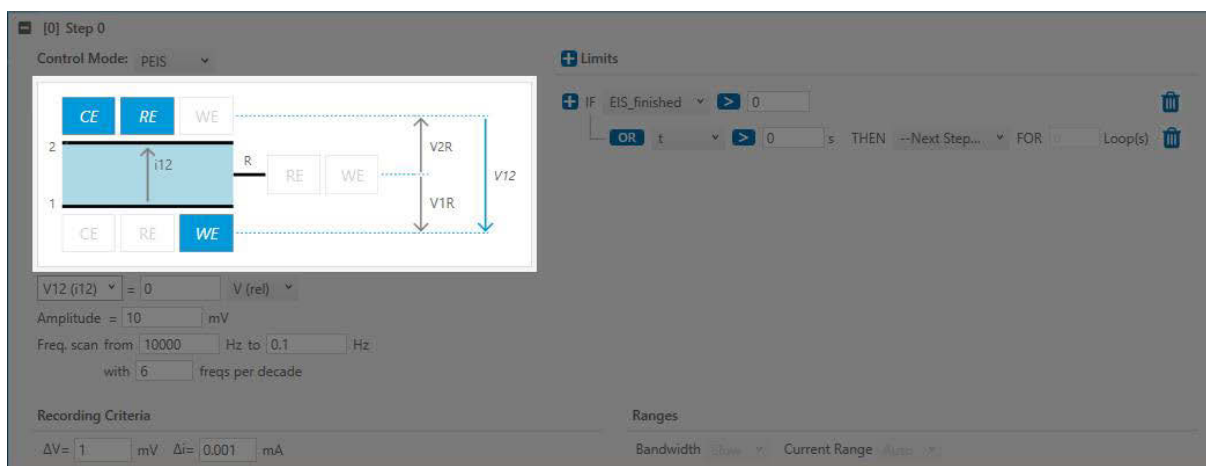 [0] Step 0
Control Mode: PEIS
Limits
CE RE WE
IF EIS_finished > 0
OR t > 0 s THEN --Next Step... FOR 0 Loop(s)
2 i12 R RE WE V2R V12
1 V1R
CE RE WE
V12 (i12) = 0 V (rel)
Amplitude = 10 mV
Freq. scan from 10000 Hz to 0.1 Hz
with 6 freqs per decade
Recording Criteria
Ranges
ΔV= 1 mV Δi= 0.001 mA
Bandwidth Slow Current Range Auto